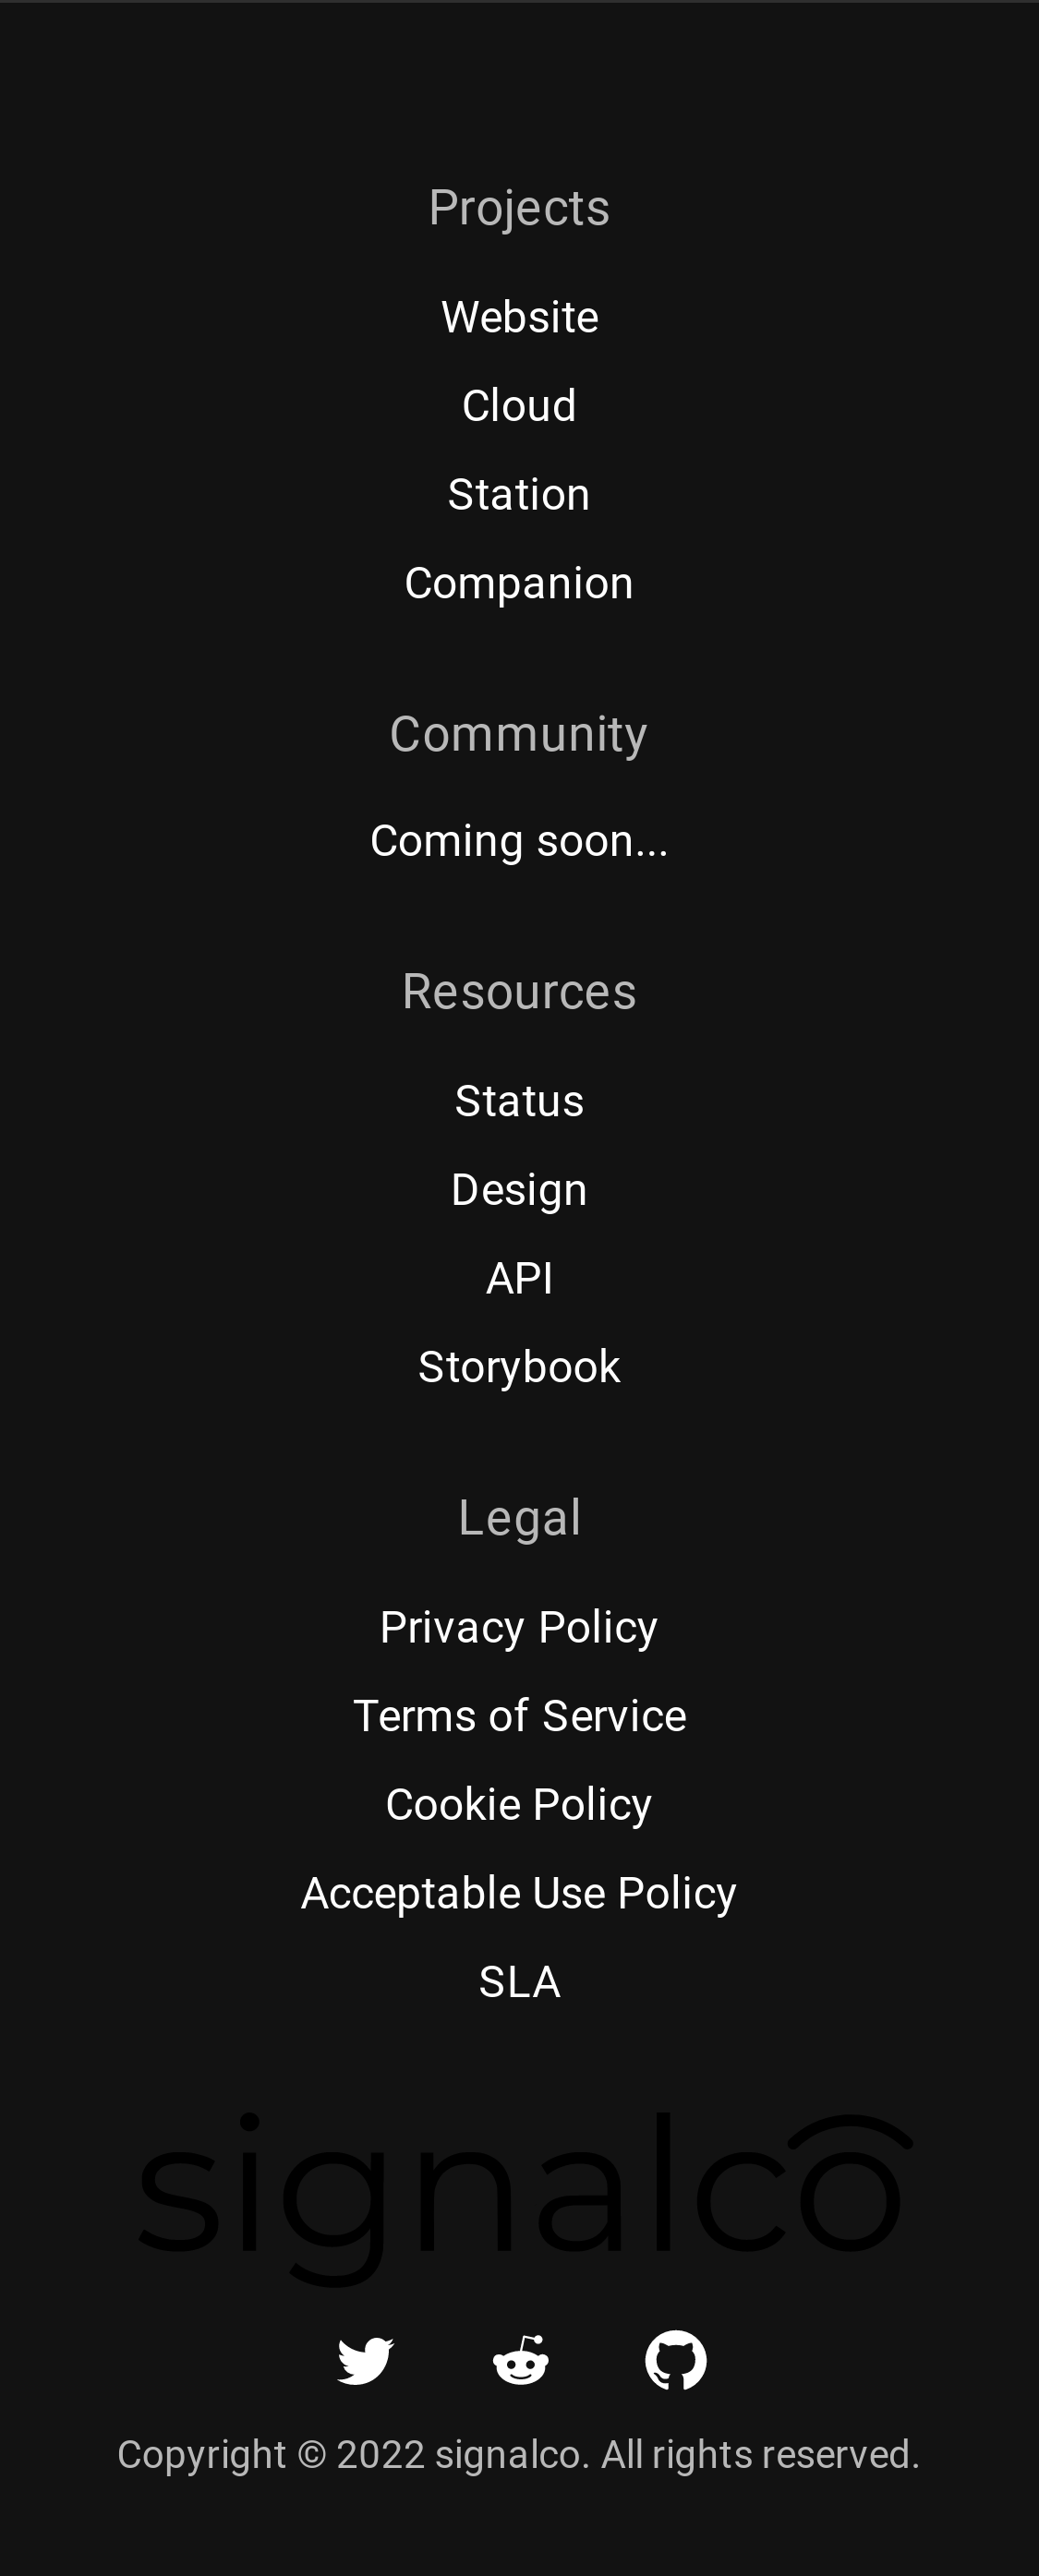 Projects
Website
Cloud
Station
Companion
Community
Coming soon...
Resources
Status
Design
API
Storybook
Legal
Privacy Policy
Terms of Service
Cookie Policy
Acceptable Use Policy
SLA
signalco
Copyright © 2022 signalco. All rights reserved.